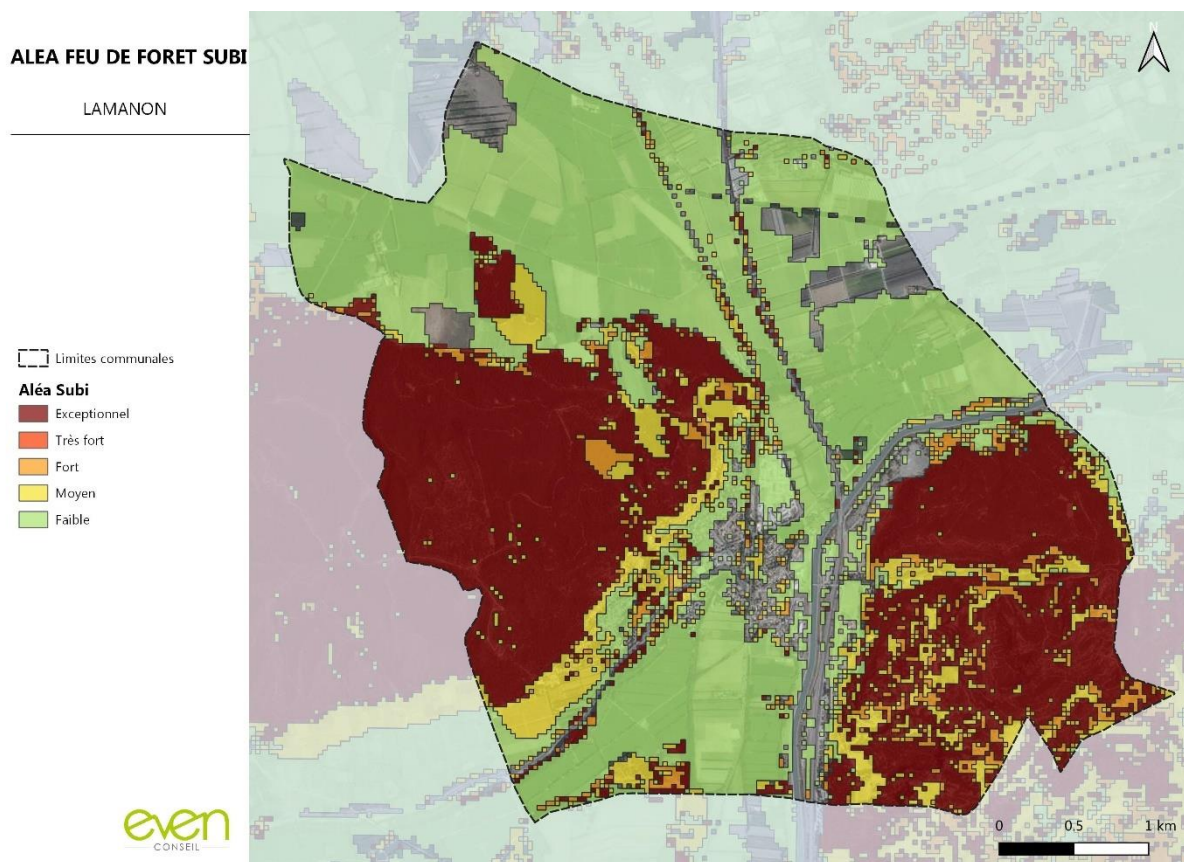 ALEA FEU DE FORET SUBI
LAMANON
Limites communales
Aléa Subi
Exceptionnel
Très fort
Fort
Moyen
Faible
even
CONSEIL
N
0 0.5 1 km